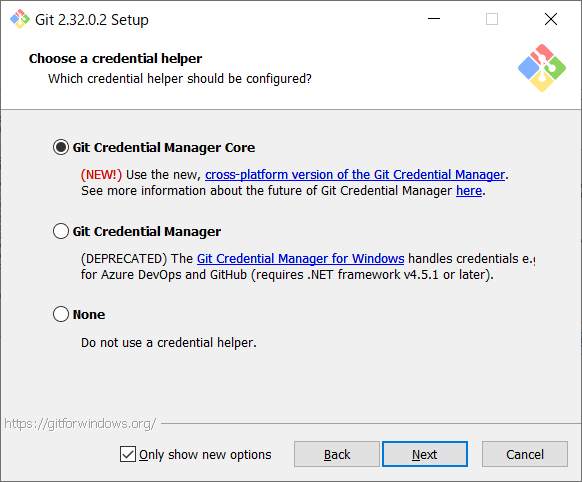 Git 2.32.0.2 Setup
Choose a credential helper
Which credential helper should be configured?
Git Credential Manager Core
(NEW!) Use the new, cross-platform version of the Git Credential Manager.
See more information about the future of Git Credential Manager here.
Git Credential Manager
(DEPRECATED) The Git Credential Manager for Windows handles credentials e.g
for Azure DevOps and GitHub (requires .NET framework v4.5.1 or later).
None
Do not use a credential helper.
https://gitforwindows.org/
Only show new options
Back
Next
Cancel